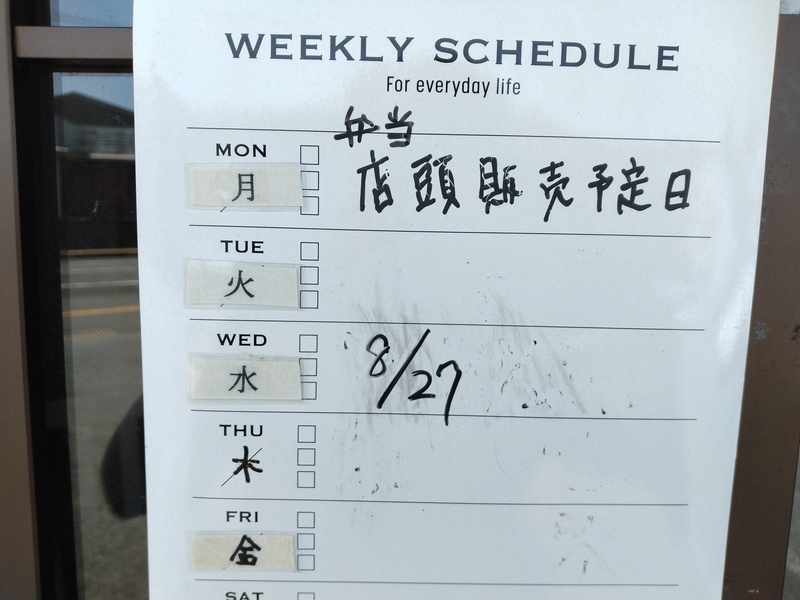 WEEKLY SCHEDULE
For everyday life
弁当
MON
月
店頭販売予定日
TUE
火
WED
水
8/27
THU
木
FRI
金
SAT